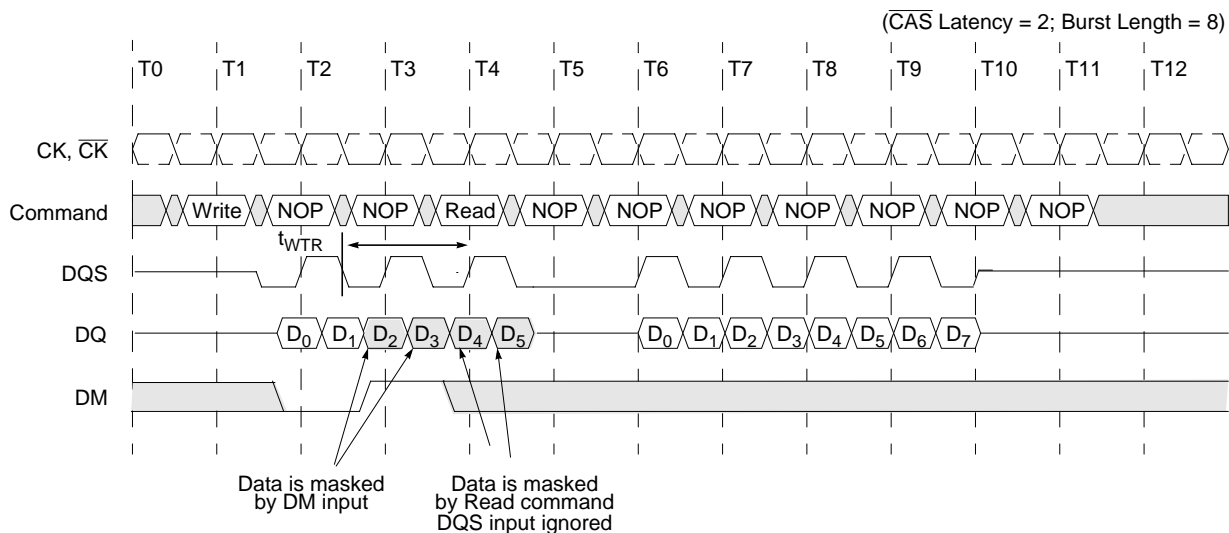 (CAS Latency = 2; Burst Length = 8)
T0 T1 T2 T3 T4 T5 T6 T7 T8 T9 T10 T11 T12
CK, CK
Command Write NOP NOP Read NOP NOP NOP NOP NOP NOP NOP
tWTR
DQS
DQ D0 D1 D2 D3 D4 D5 D0 D1 D2 D3 D4 D5 D6 D7
DM
Data is masked
by DM input
Data is masked
by Read command
DQS input ignored